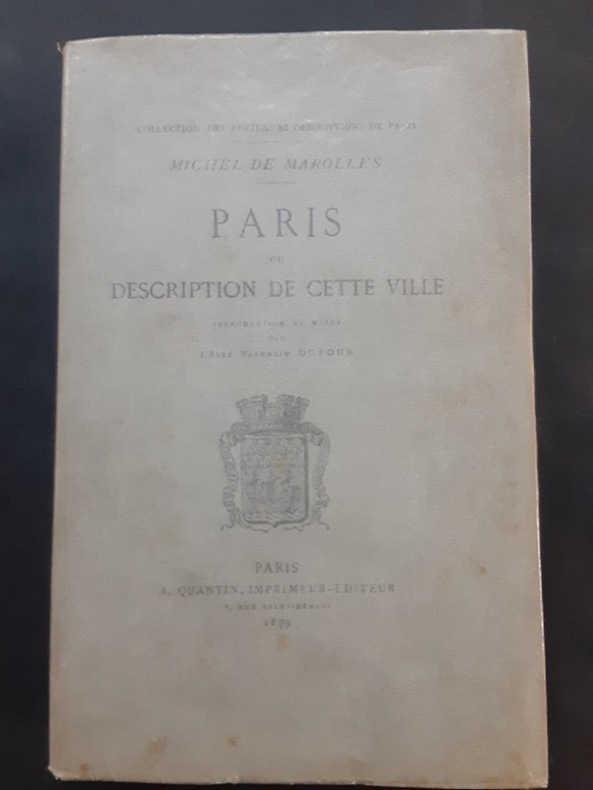 COLLECTION DES ANCIENNES DESCRIPTIONS DE PARIS
MICHEL DE MAROLLES
PARIS
OU
DESCRIPTION DE CETTE VILLE
INTRODUCTION ET NOTES
PAR
L'ABBÉ VALENTIN DUFOUR
PARIS
A. QUANTIN, IMPRIMEUR-ÉDITEUR
7, RUE SAINT-BENOIT
1879